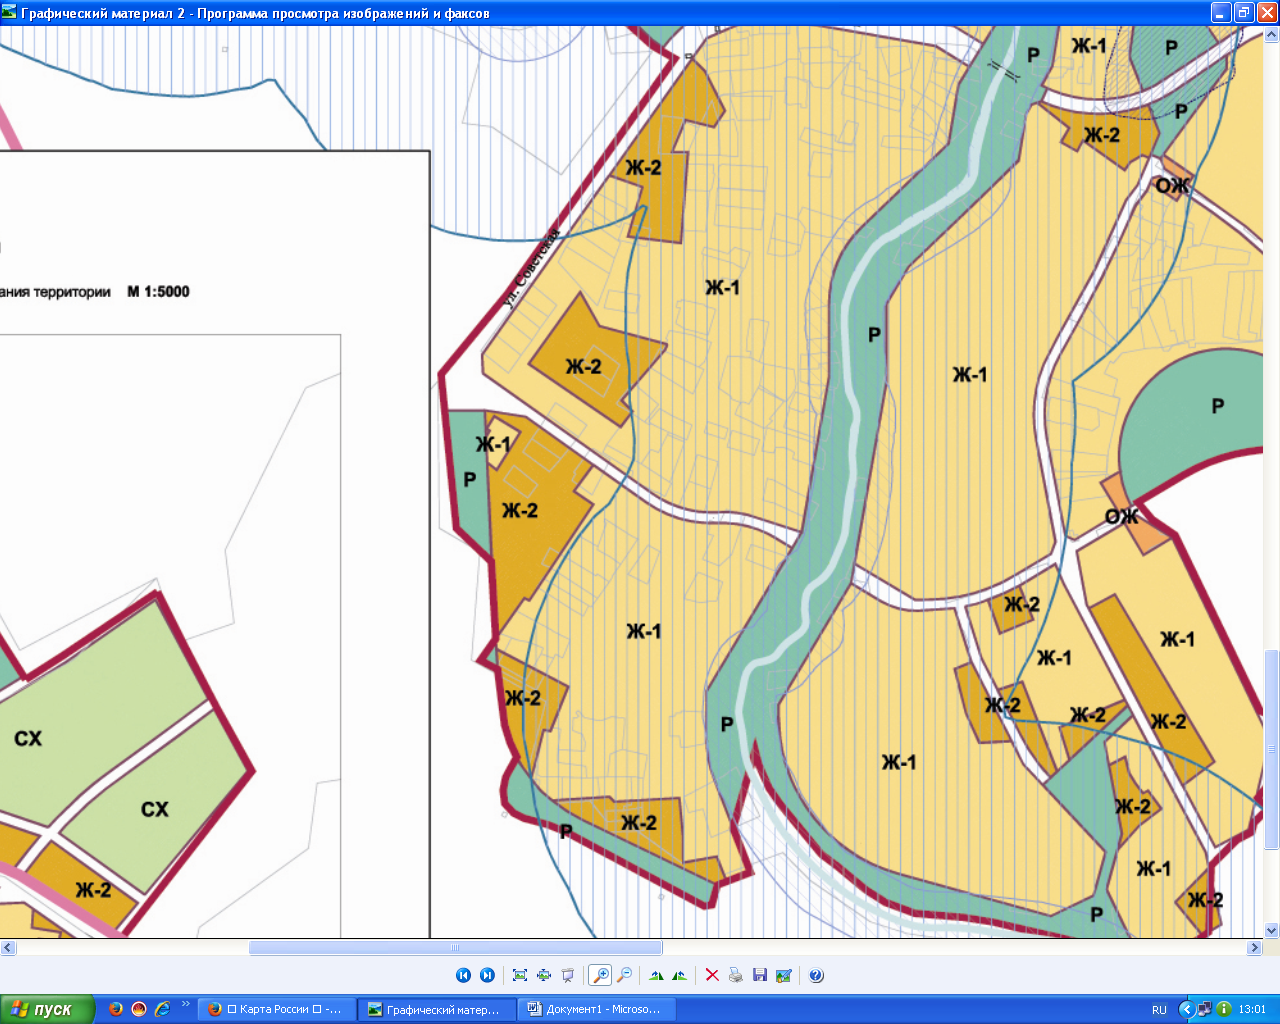 Графический материал 2 - Программа просмотра изображений и факсов
Ж-1
Р
Р
Р
Ж-2
Ж-2
ОЖ
ул. Советская
Ж-1
ания территории М 1:5000
Р
Ж-2
Ж-1
Р
Ж-1
Р
Ж-2
ОЖ
Ж-2
Ж-1
Ж-1
Ж-1
Ж-2
Ж-2
Ж-2
Ж-2
Р
СХ
Ж-1
СХ
Ж-2
Р
Ж-2
Ж-1
Ж-2
Ж-2
Р
пуск
Карта России - ...
Графический матер...
Документ1 - Microso...
RU
13:01